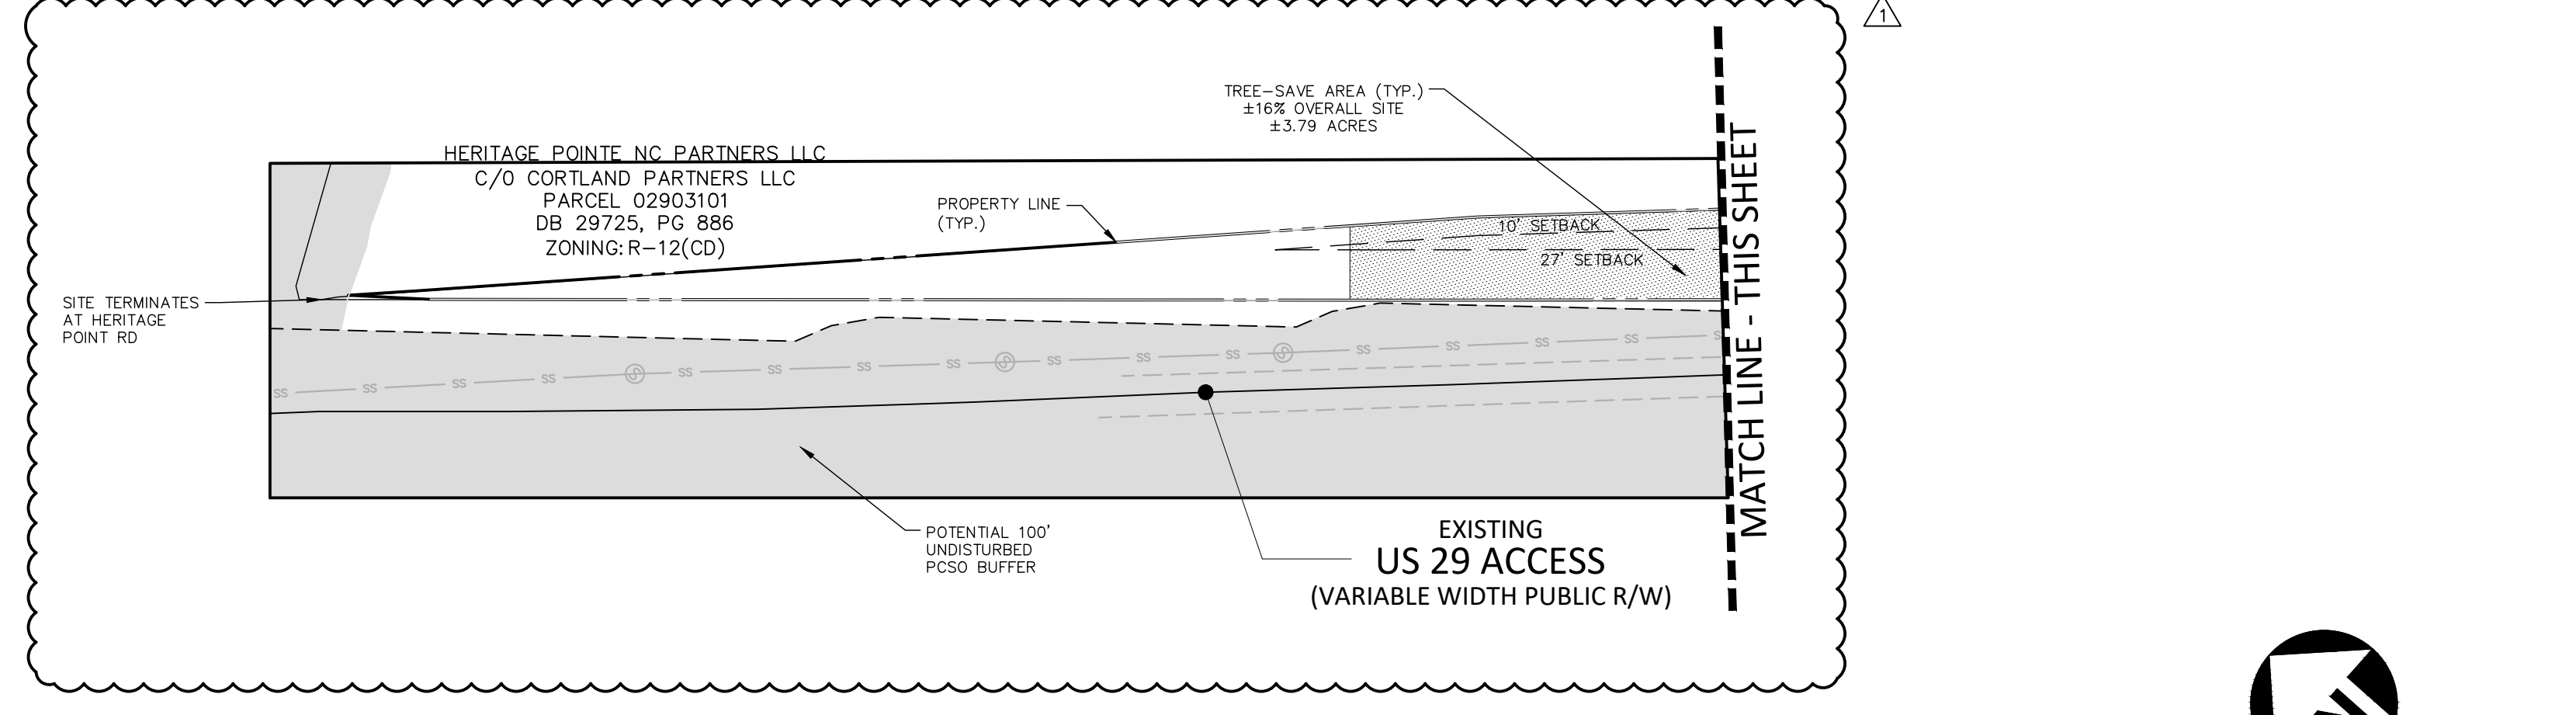 1
TREE-SAVE AREA (TYP.)
±16% OVERALL SITE
±3.79 ACRES
HERITAGE POINTE NC PARTNERS LLC
C/O CORTLAND PARTNERS LLC
PARCEL 02903101
DB 29725, PG 886
ZONING: R-12(CD)
PROPERTY LINE
(TYP.)
10' SETBACK
27' SETBACK
SITE TERMINATES
AT HERITAGE
POINT RD
SS SS SS SS S SS SS SS SS S SS SS SS S SS SS SS SS S
POTENTIAL 100'
UNDISTURBED
PCSO BUFFER
EXISTING
US 29 ACCESS
(VARIABLE WIDTH PUBLIC R/W)
MATCH LINE - THIS SHEET